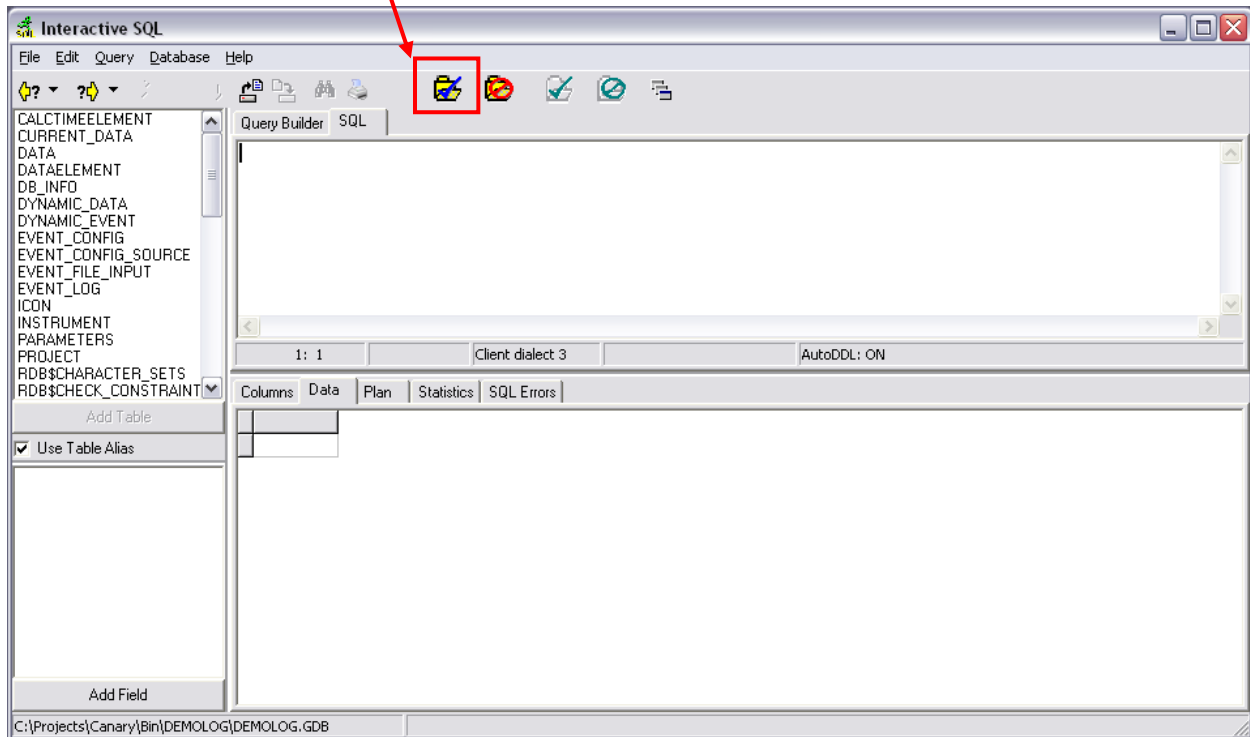 Interactive SQL
File Edit Query Database Help
? ?
CALCTIMEELEMENT
CURRENT_DATA
DATA
DATAELEMENT
DB_INFO
DYNAMIC_DATA
DYNAMIC_EVENT
EVENT_CONFIG
EVENT_CONFIG_SOURCE
EVENT_FILE_INPUT
EVENT_LOG
ICON
INSTRUMENT
PARAMETERS
PROJECT
RDB$CHARACTER_SETS
RDB$CHECK_CONSTRAINT
Add Table
Use Table Alias
Add Field
Query Builder SQL
1: 1 Client dialect 3 AutoDDL: ON
Columns Data Plan Statistics SQL Errors
C:\Projects\Canary\Bin\DEMOLOG\DEMOLOG.GDB